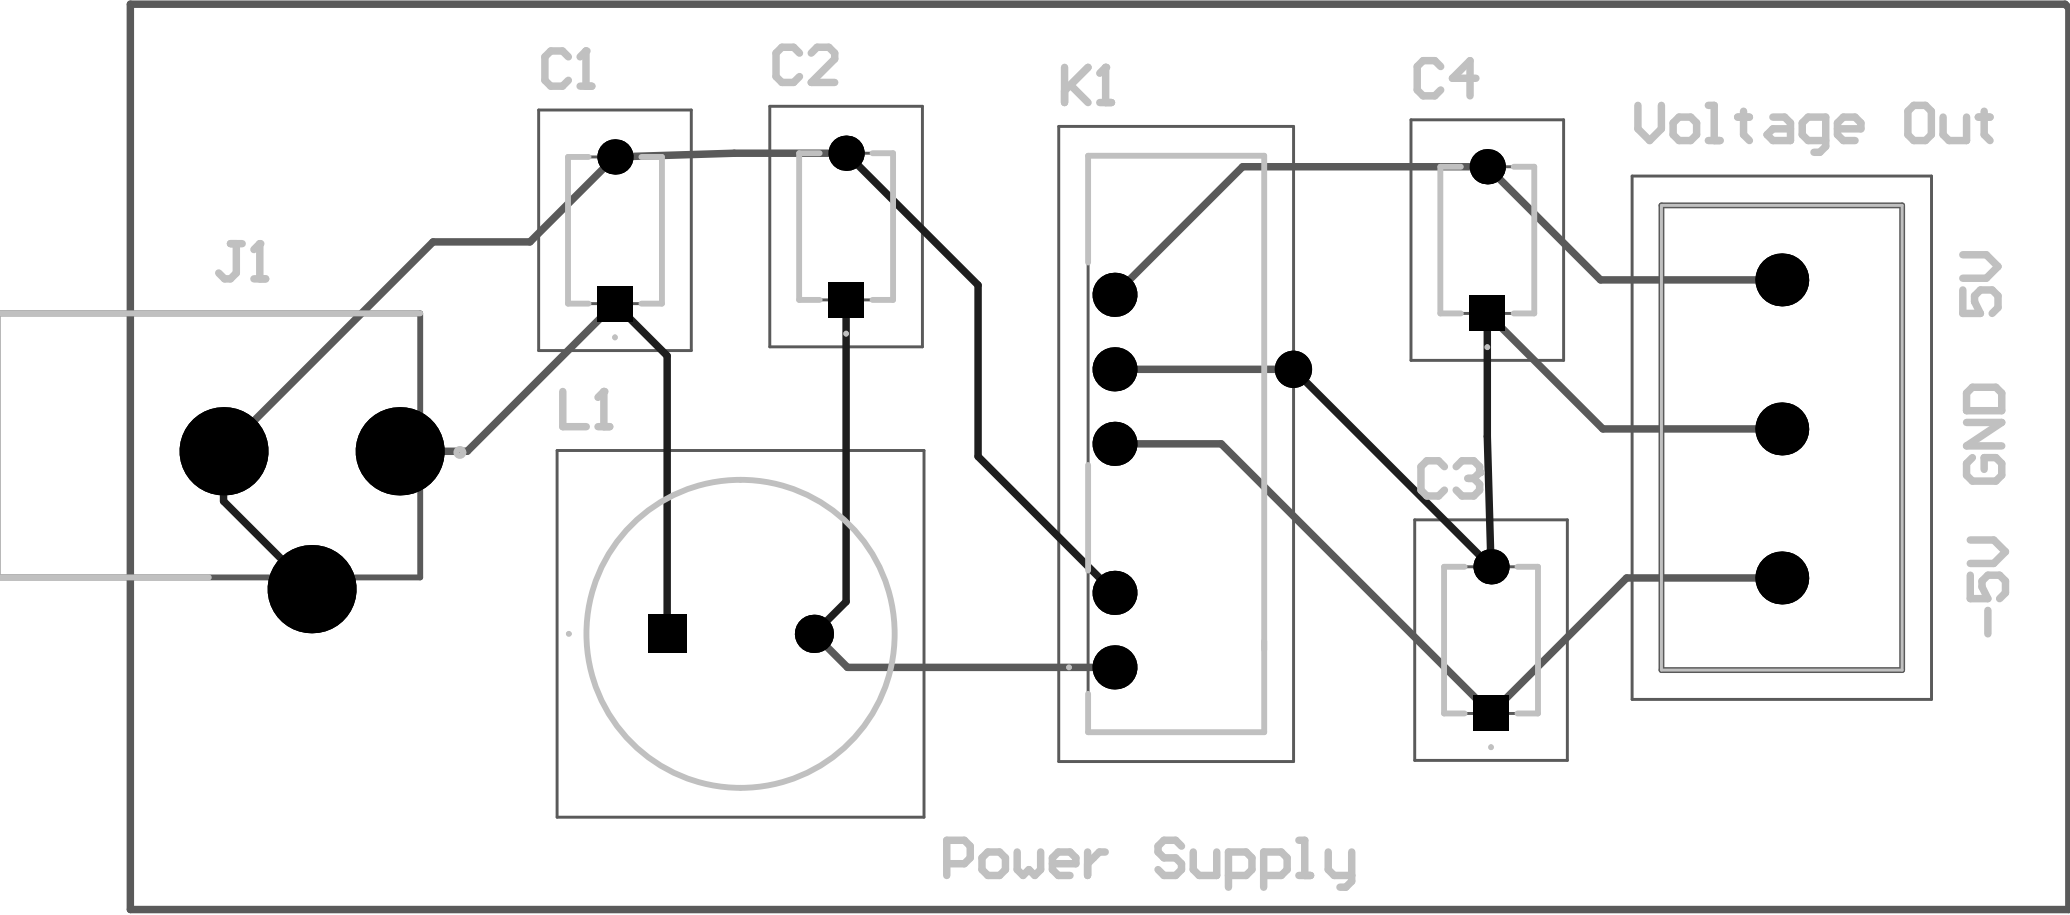 C1
C2
K1
C4
Voltage Out
J1
5V
L1
GND
C3
-5V
Power Supply